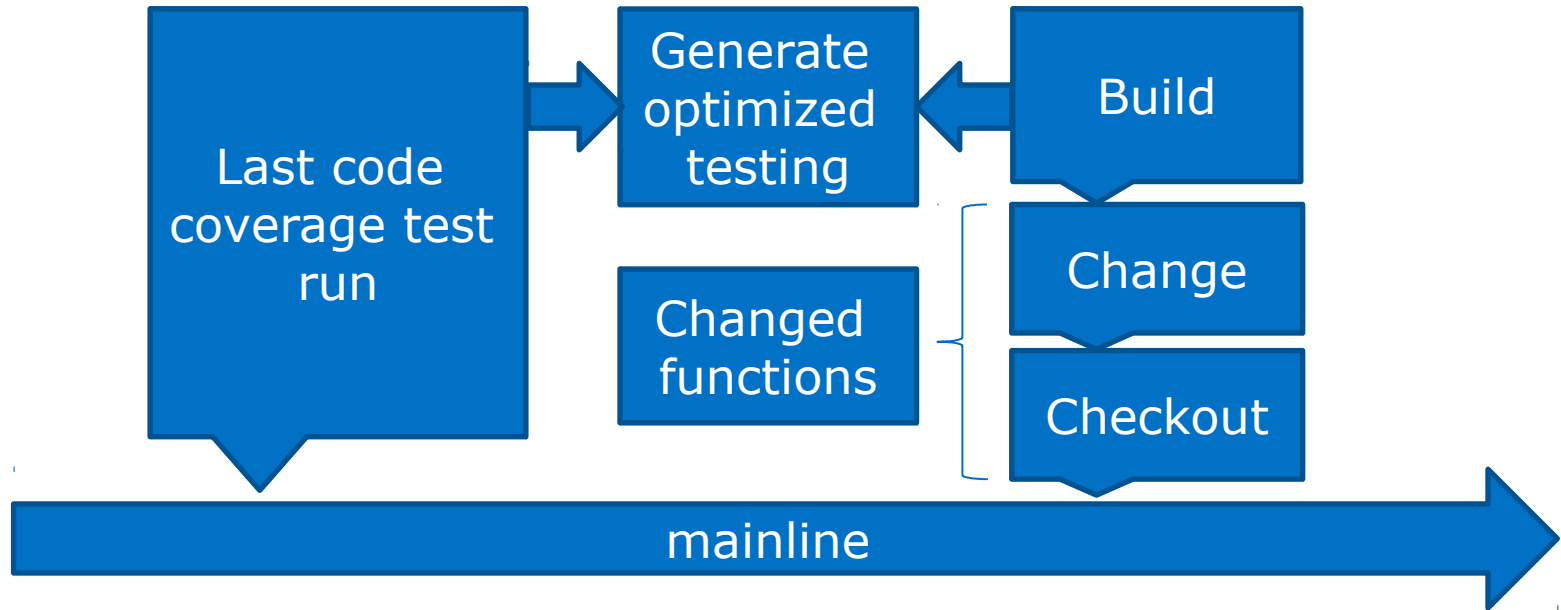 Last code
coverage test
run
Generate
optimized
testing
Build
Changed
functions
Change
Checkout
mainline